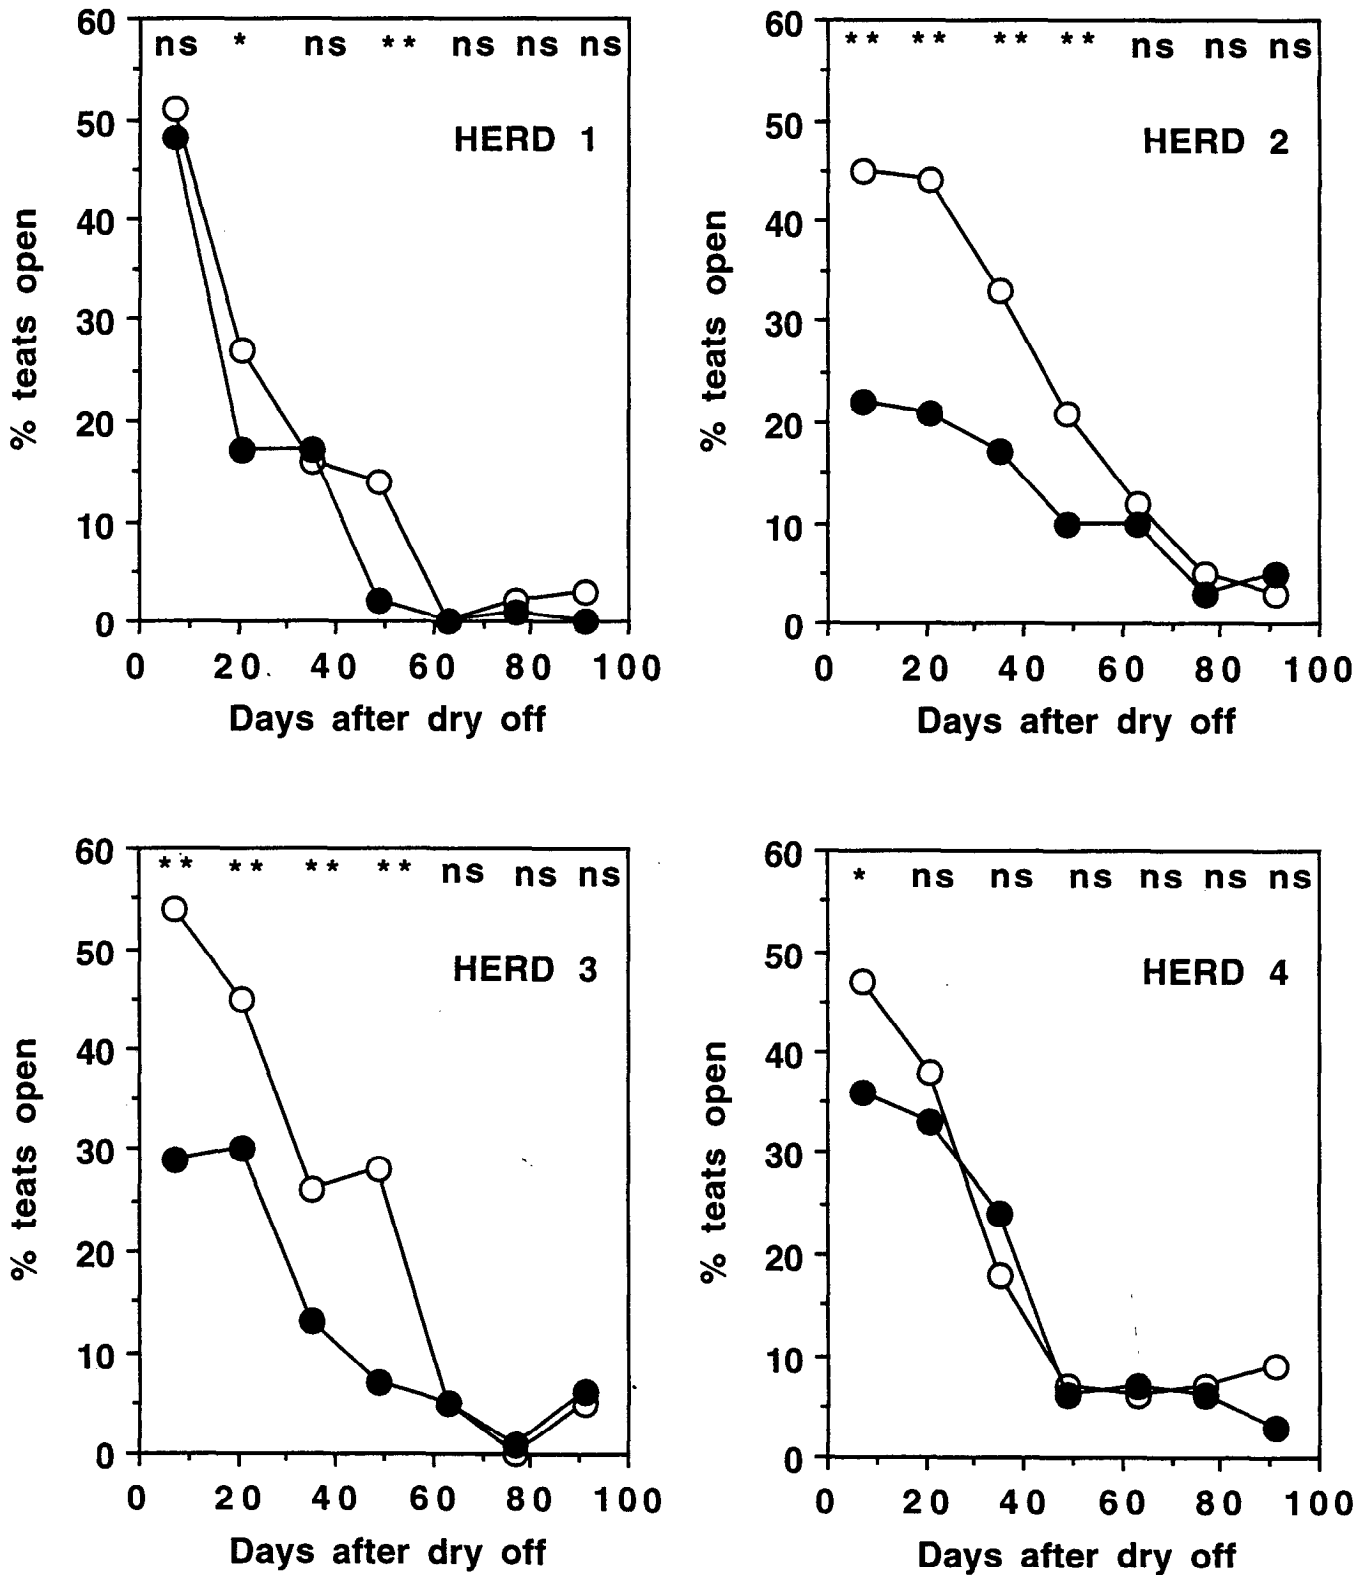 60
ns * ns ** ns ns ns
50
HERD 1
40
30
20
10
0
% teats open
0 20 40 60 80 100
Days after dry off
60
** ** ** ** ns ns ns
50
HERD 2
40
30
20
10
0
% teats open
0 20 40 60 80 100
Days after dry off
60
** ** ** ** ns ns ns
50
HERD 3
40
30
20
10
0
% teats open
0 20 40 60 80 100
Days after dry off
60
* ns ns ns ns ns ns
50
HERD 4
40
30
20
10
0
% teats open
0 20 40 60 80 100
Days after dry off